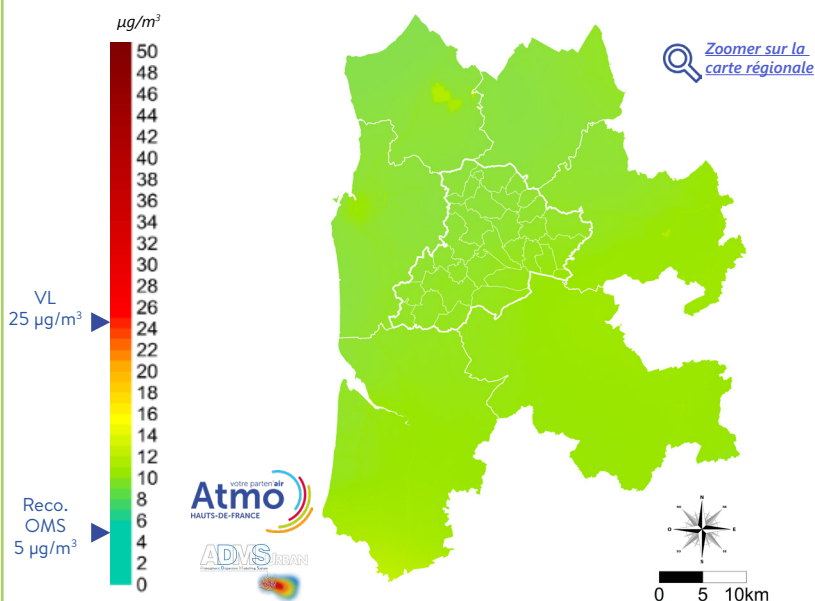 µg/m³
50
48
46
44
42
40
38
36
34
32
30
28
26
24
22
20
18
16
14
12
10
8
6
4
2
0
VL
25 µg/m³
Reco.
OMS
5 µg/m³
Zoomer sur la
carte régionale
votre parten'air
Atmo
HAUTS-DE-FRANCE
ADMS URBAN
N
O
E
S
0 5 10km